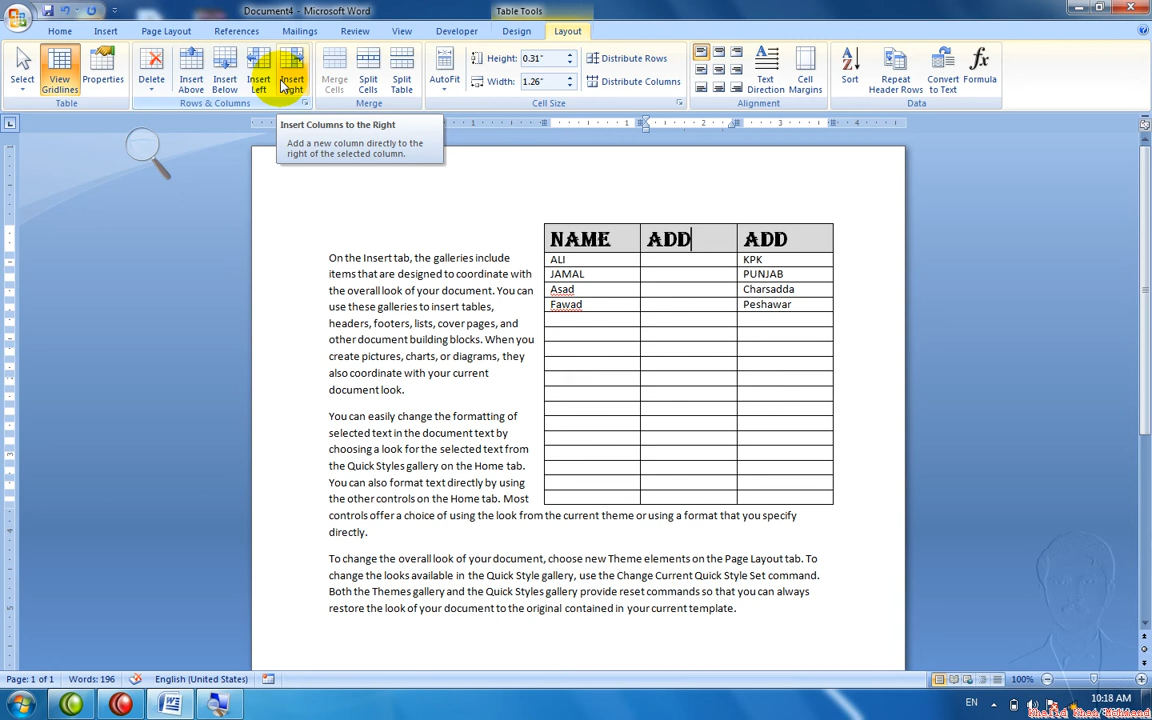 Document4 - Microsoft Word
Table Tools
Home
Insert
Page Layout
References
Mailings
Review
View
Developer
Design
Layout
Select
View
Gridlines
Properties
Delete
Insert
Above
Insert
Below
Insert
Left
Insert
Right
Merge
Cells
Split
Cells
Split
Table
AutoFit
Height: 0.31"
Width: 1.26"
Distribute Rows
Distribute Columns
Text
Direction
Cell
Margins
Sort
Repeat
Header Rows
Convert
to Text
Formula
Table
Rows & Columns
Merge
Cell Size
Alignment
Data
Insert Columns to the Right
Add a new column directly to the
right of the selected column.
1 1 1 2 3 4
NAME ADD ADD
ALI KPK
JAMAL PUNJAB
Asad Charsadda
Fawad Peshawar
On the Insert tab, the galleries include
items that are designed to coordinate with
the overall look of your document. You can
use these galleries to insert tables,
headers, footers, lists, cover pages, and
other document building blocks. When you
create pictures, charts, or diagrams, they
also coordinate with your current
document look.
You can easily change the formatting of
selected text in the document text by
choosing a look for the selected text from
the Quick Styles gallery on the Home tab.
You can also format text directly by using
the other controls on the Home tab. Most
controls offer a choice of using the look from the current theme or using a format that you specify
directly.
To change the overall look of your document, choose new Theme elements on the Page Layout tab. To
change the looks available in the Quick Style gallery, use the Change Current Quick Style Set command.
Both the Themes gallery and the Quick Styles gallery provide reset commands so that you can always
restore the look of your document to the original contained in your current template.
Page: 1 of 1
Words: 196
English (United States)
100%
EN
10:18 AM
Khalid Khan Mohmand